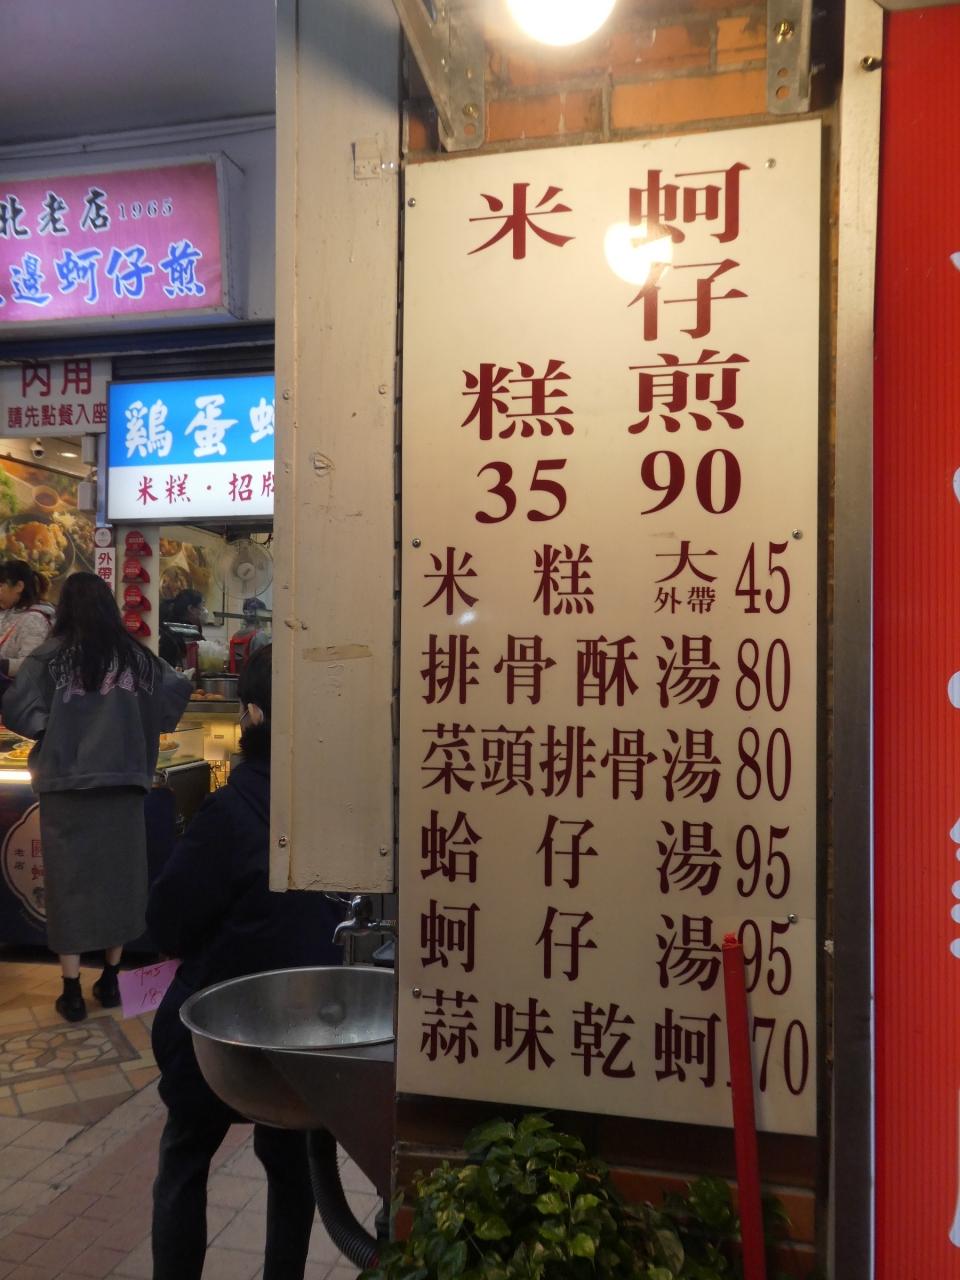 北老店1965
邊蚵仔煎
內用
請先點餐入座
鷄蛋
米糕·招牌
外帶
蚵仔煎 90
米糕 35
米糕 大 外帶 45
排骨酥湯 80
菜頭排骨湯 80
蛤仔湯 95
蚵仔湯 95
蒜味乾蚵 70
老店